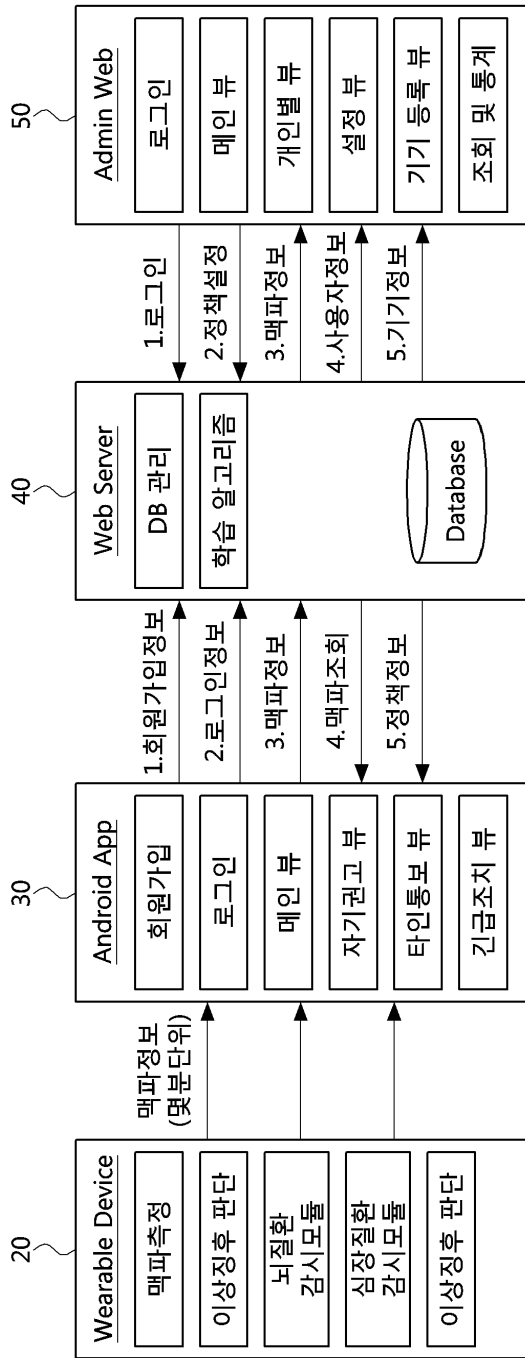 20
Wearable Device
맥파측정
이상징후 판단
뇌질환
감시모듈
심장질환
감시모듈
이상징후 판단
맥파정보
(몇분단위)
30
Android App
회원가입
로그인
메인 뷰
자기권고 뷰
타인통보 뷰
긴급조치 뷰
1.회원가입정보
2.로그인정보
3.맥파정보
4.맥파조회
5.정책정보
40
Web Server
DB 관리
학습 알고리즘
Database
1.로그인
2.정책설정
3.맥파정보
4.사용자정보
5.기기정보
50
Admin Web
로그인
메인 뷰
개인별 뷰
설정 뷰
기기 등록 뷰
조회 및 통계